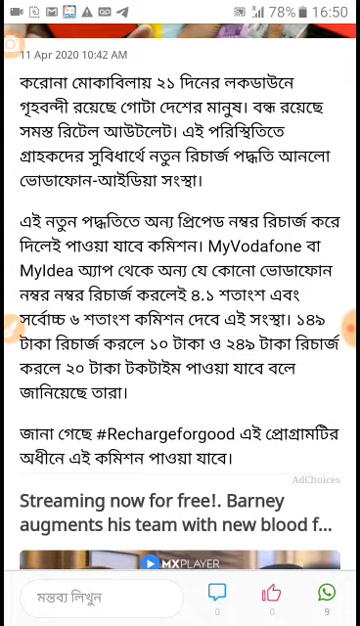 78% 16:50
11 Apr 2020 10:42 AM
করোনা মোকাবিলায় ২১ দিনের লকডাউনে
গৃহবন্দী রয়েছে গোটা দেশের মানুষ। বন্ধ রয়েছে
সমস্ত রিটেল আউটলেট। এই পরিস্থিতিতে
গ্রাহকদের সুবিধার্থে নতুন রিচার্জ পদ্ধতি আনলো
ভোডাফোন-আইডিয়া সংস্থা।
এই নতুন পদ্ধতিতে অন্য প্রিপেড নম্বর রিচার্জ করে
দিলেই পাওয়া যাবে কমিশন। MyVodafone বা
MyIdea অ্যাপ থেকে অন্য যে কোনো ভোডাফোন
নম্বর নম্বর রিচার্জ করলেই ৪.১ শতাংশ এবং
সর্বোচ্চ ৬ শতাংশ কমিশন দেবে এই সংস্থা। ১৪৯
টাকা রিচার্জ করলে ১০ টাকা ও ২৪৯ টাকা রিচার্জ
করলে ২০ টাকা টকটাইম পাওয়া যাবে বলে
জানিয়েছে তারা।
জানা গেছে #Rechargeforgood এই প্রোগ্রামটির
অধীনে এই কমিশন পাওয়া যাবে।
AdChoices
Streaming now for free!. Barney
augments his team with new blood f...
MXPLAYER
মন্তব্য লিখুন
0 0 9